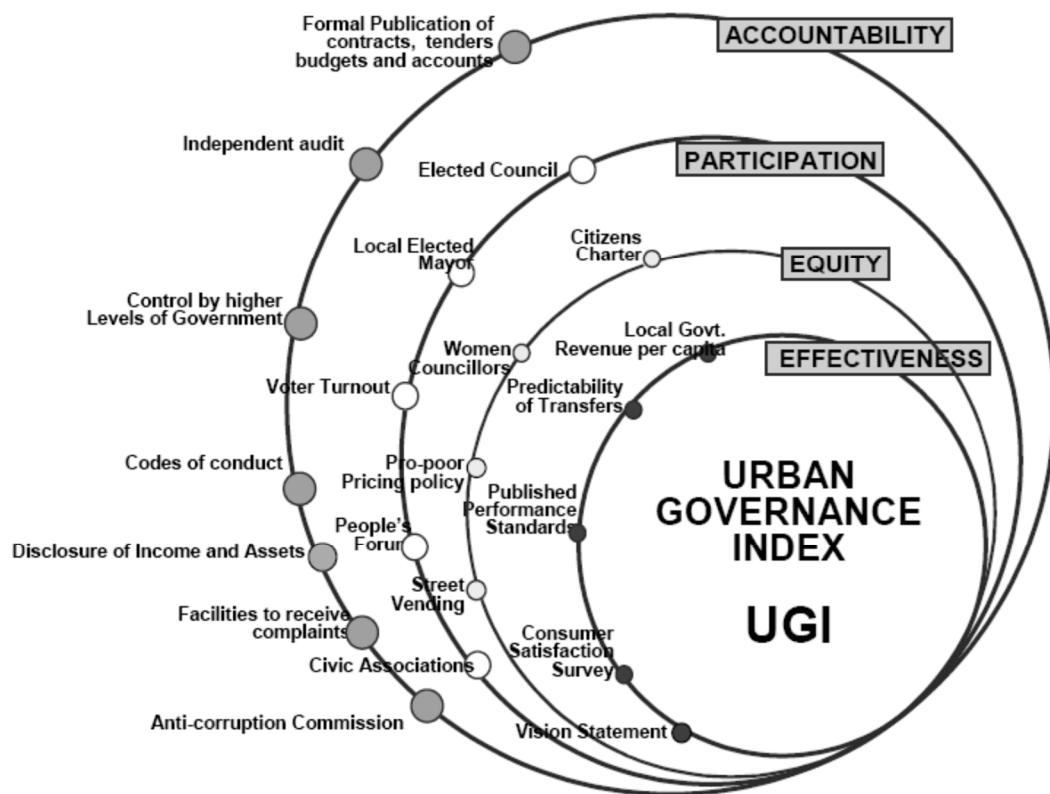 Formal Publication of
contracts, tenders
budgets and accounts
ACCOUNTABILITY
Independent audit
PARTICIPATION
Elected Council
Local Elected
Mayor
Citizens
Charter
EQUITY
Control by higher
Levels of Government
Women
Councillors
Local Govt.
Revenue per capita
EFFECTIVENESS
Voter Turnout
Predictability
of Transfers
Codes of conduct
Pro-poor
Pricing policy
Published
Performance
Standards
URBAN
GOVERNANCE
INDEX
UGI
People's
Forum
Disclosure of Income and Assets
Street
Vending
Facilities to receive
complaints
Consumer
Satisfaction
Survey
Civic Associations
Anti-corruption Commission
Vision Statement